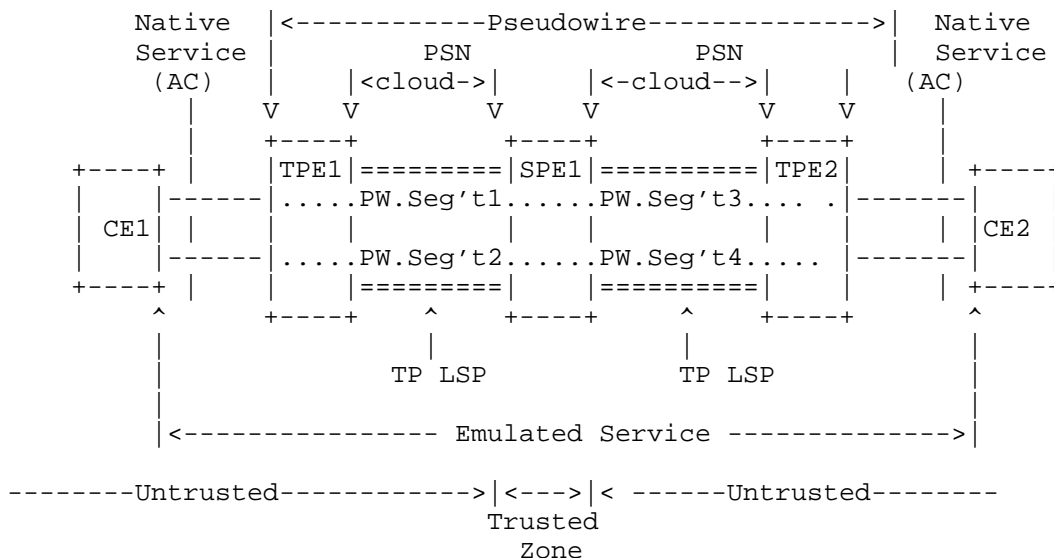 Native |<------------Pseudowire-------------->| Native
Service | PSN PSN | Service
(AC) | |<cloud->| |<-cloud-->| | (AC)
| V V V V V V |
| +----+ +----+ +----+ |
+----+ | |TPE1|=========|SPE1|==========|TPE2| | +----
| |------|.....PW.Seg't1......PW.Seg't3.... .|-------|
| CE1| | | | | | | | | |CE2
| |------|.....PW.Seg't2......PW.Seg't4..... |-------|
+----+ | | |=========| |==========| | | +----
^ +----+ ^ +----+ ^ +----+ ^
| | | |
| TP LSP TP LSP |
| |
|<---------------- Emulated Service -------------->|
--------Untrusted------------>|<--->|< ------Untrusted--------
Trusted
Zone